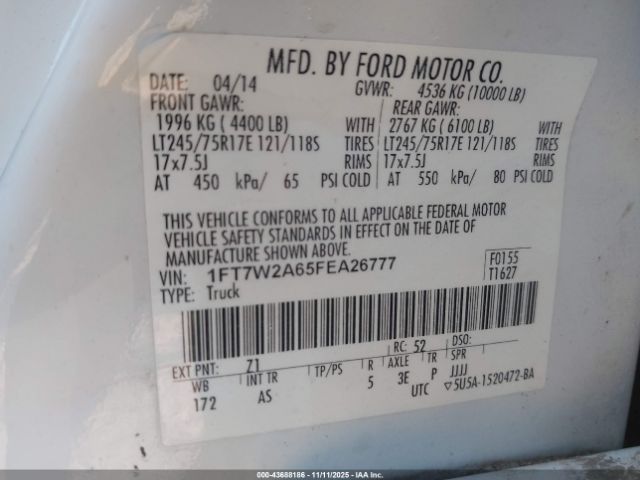 MFD. BY FORD MOTOR CO.
DATE: 04/14 GVWR: 4536 KG (10000 LB)
FRONT GAWR: REAR GAWR:
1996 KG ( 4400 LB) WITH 2767 KG ( 6100 LB) WITH
LT245/75R17E 121/118S TIRES LT245/75R17E 121/118S TIRES
17x7.5J RIMS 17x7.5J RIMS
AT 450 kPa/ 65 PSI COLD AT 550 kPa/ 80 PSI COLD
THIS VEHICLE CONFORMS TO ALL APPLICABLE FEDERAL MOTOR
VEHICLE SAFETY STANDARDS IN EFFECT ON THE DATE OF
MANUFACTURE SHOWN ABOVE.
VIN: 1FT7W2A65FEA26777 F0155
TYPE: Truck T1627
EXT PNT: Z1 RC: 52 DSO:
WB INT TR TP/PS R AXLE TR SPR
172 AS 5 3E P JJJJ
UTC ▽5U5A-1520472-BA
000-43688186 - 11/11/2025 - IAA Inc.